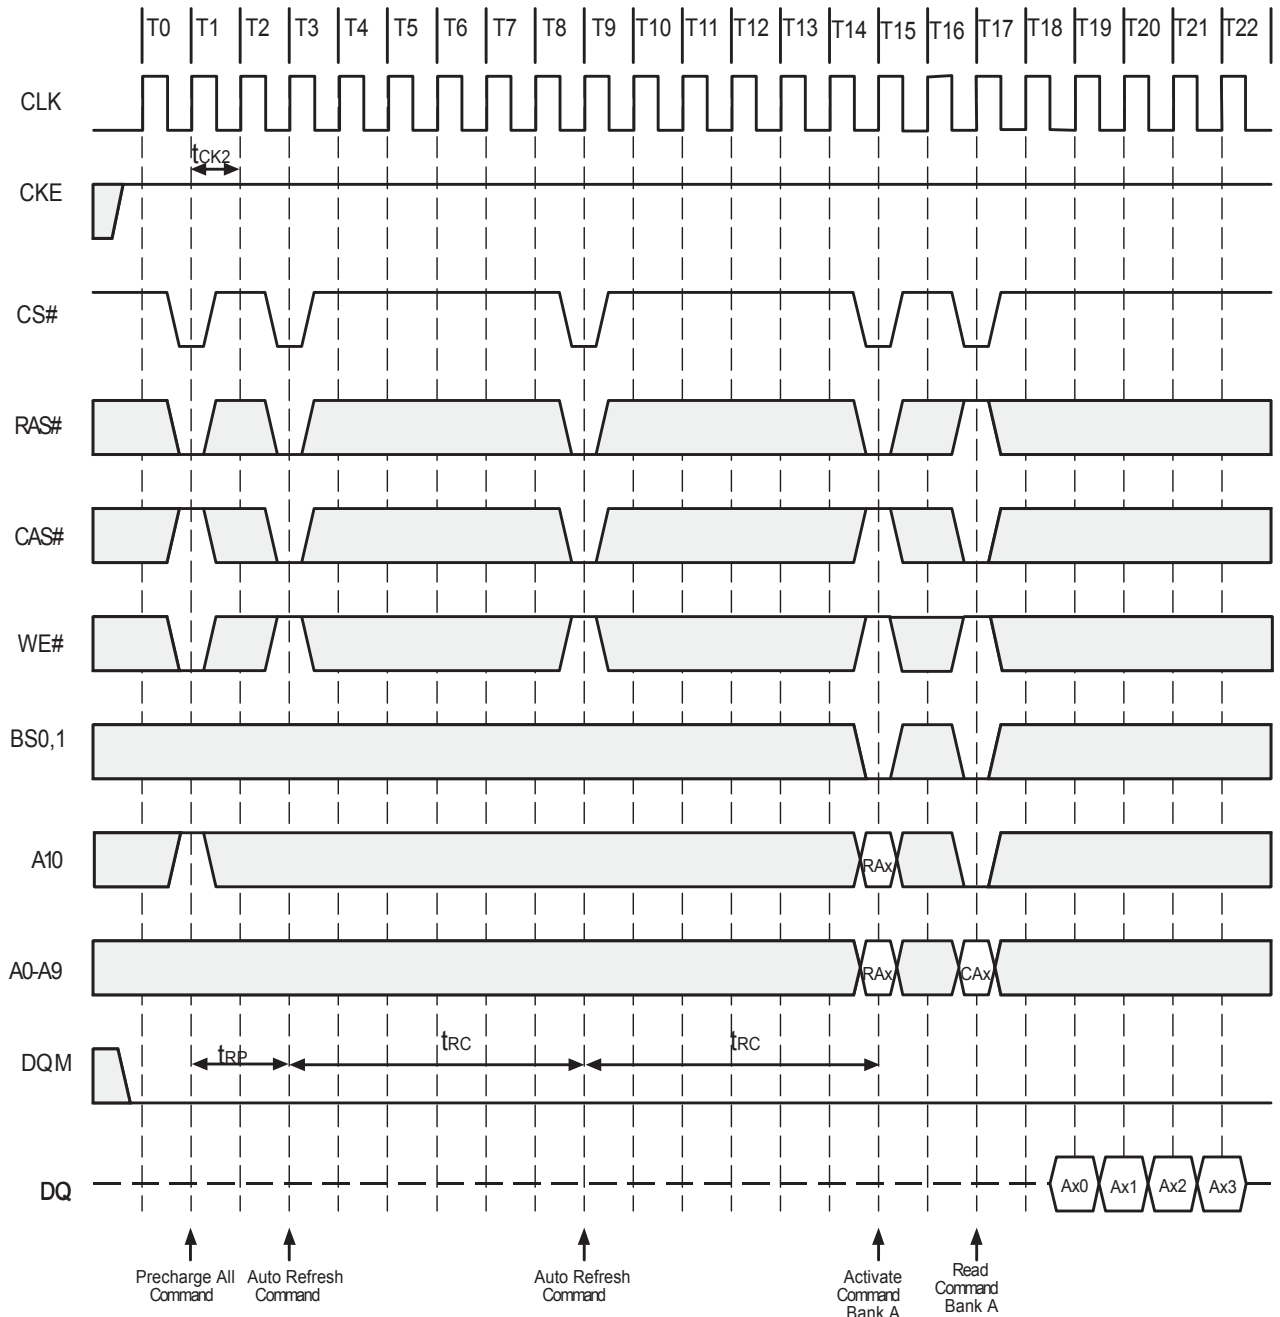 T0 T1 T2 T3 T4 T5 T6 T7 T8 T9 T10 T11 T12 T13 T14 T15 T16 T17 T18 T19 T20 T21 T22
CLK
tCK2
CKE
CS#
RAS#
CAS#
WE#
BS0,1
A10
RAx
A0-A9
RAx CAx
DQM
tRP tRC tRC
DQ
Ax0 Ax1 Ax2 Ax3
Precharge All
Command
Auto Refresh
Command
Auto Refresh
Command
Activate
Command
Bank A
Read
Command
Bank A